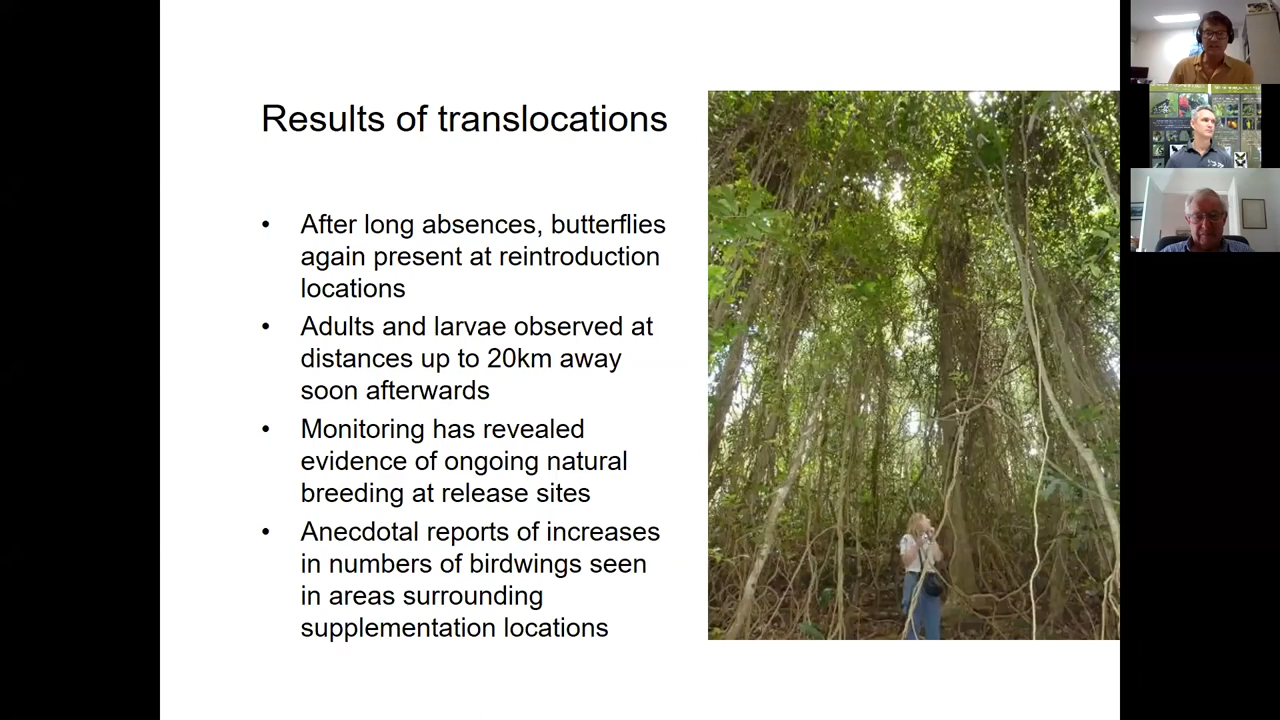 Results of translocations
• After long absences, butterflies
again present at reintroduction
locations
• Adults and larvae observed at
distances up to 20km away
soon afterwards
• Monitoring has revealed
evidence of ongoing natural
breeding at release sites
• Anecdotal reports of increases
in numbers of birdwings seen
in areas surrounding
supplementation locations